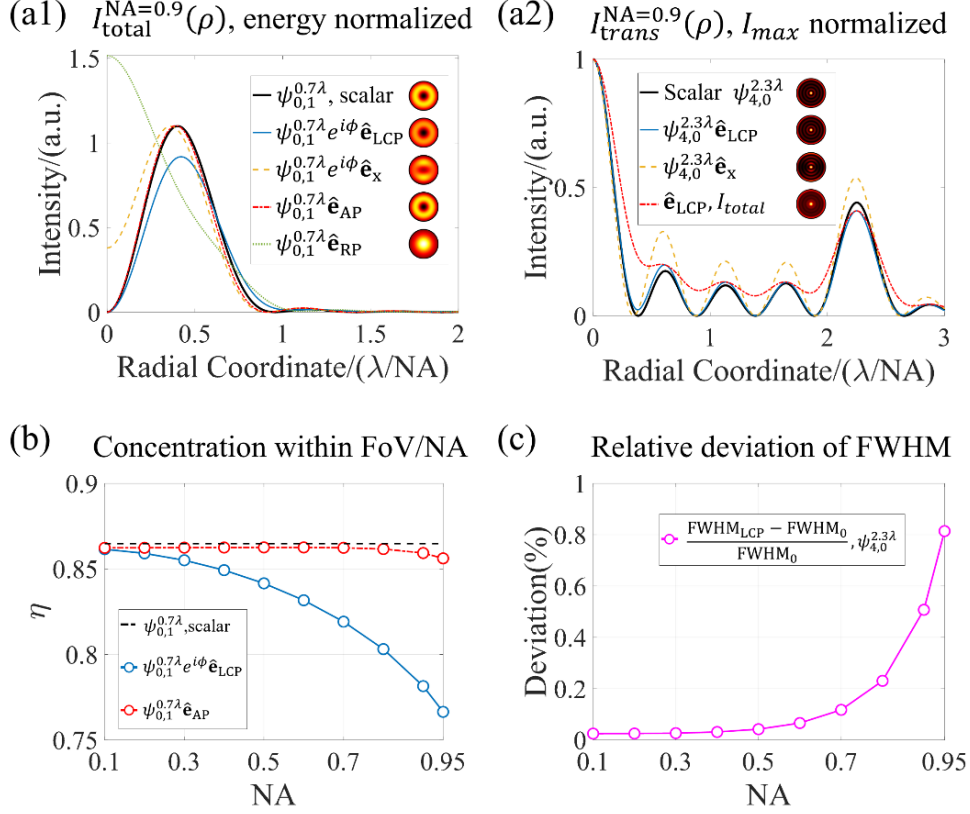 (a1) I_total^NA=0.9(ρ), energy normalized
1.5
1
0.5
0
Intensity/(a.u.)
ψ_0,1^0.7λ, scalar
ψ_0,1^0.7λ e^iϕ ê_LCP
ψ_0,1^0.7λ e^iϕ ê_x
ψ_0,1^0.7λ ê_AP
ψ_0,1^0.7λ ê_RP
0 0.5 1 1.5 2
Radial Coordinate/(λ/NA)
(a2) I_trans^NA=0.9(ρ), I_max normalized
1
0.5
0
Intensity/(a.u.)
Scalar ψ_4,0^2.3λ
ψ_4,0^2.3λ ê_LCP
ψ_4,0^2.3λ ê_x
ê_LCP, I_total
0 1 2 3
Radial Coordinate/(λ/NA)
(b) Concentration within FoV/NA
0.9
0.85
0.8
0.75
η
ψ_0,1^0.7λ,scalar
ψ_0,1^0.7λ e^iϕ ê_LCP
ψ_0,1^0.7λ ê_AP
0.1 0.3 0.5 0.7 0.95
NA
(c) Relative deviation of FWHM
1
0.8
0.6
0.4
0.2
0
Deviation(%)
FWHM_LCP − FWHM_0
FWHM_0
, ψ_4,0^2.3λ
0.1 0.3 0.5 0.7 0.95
NA